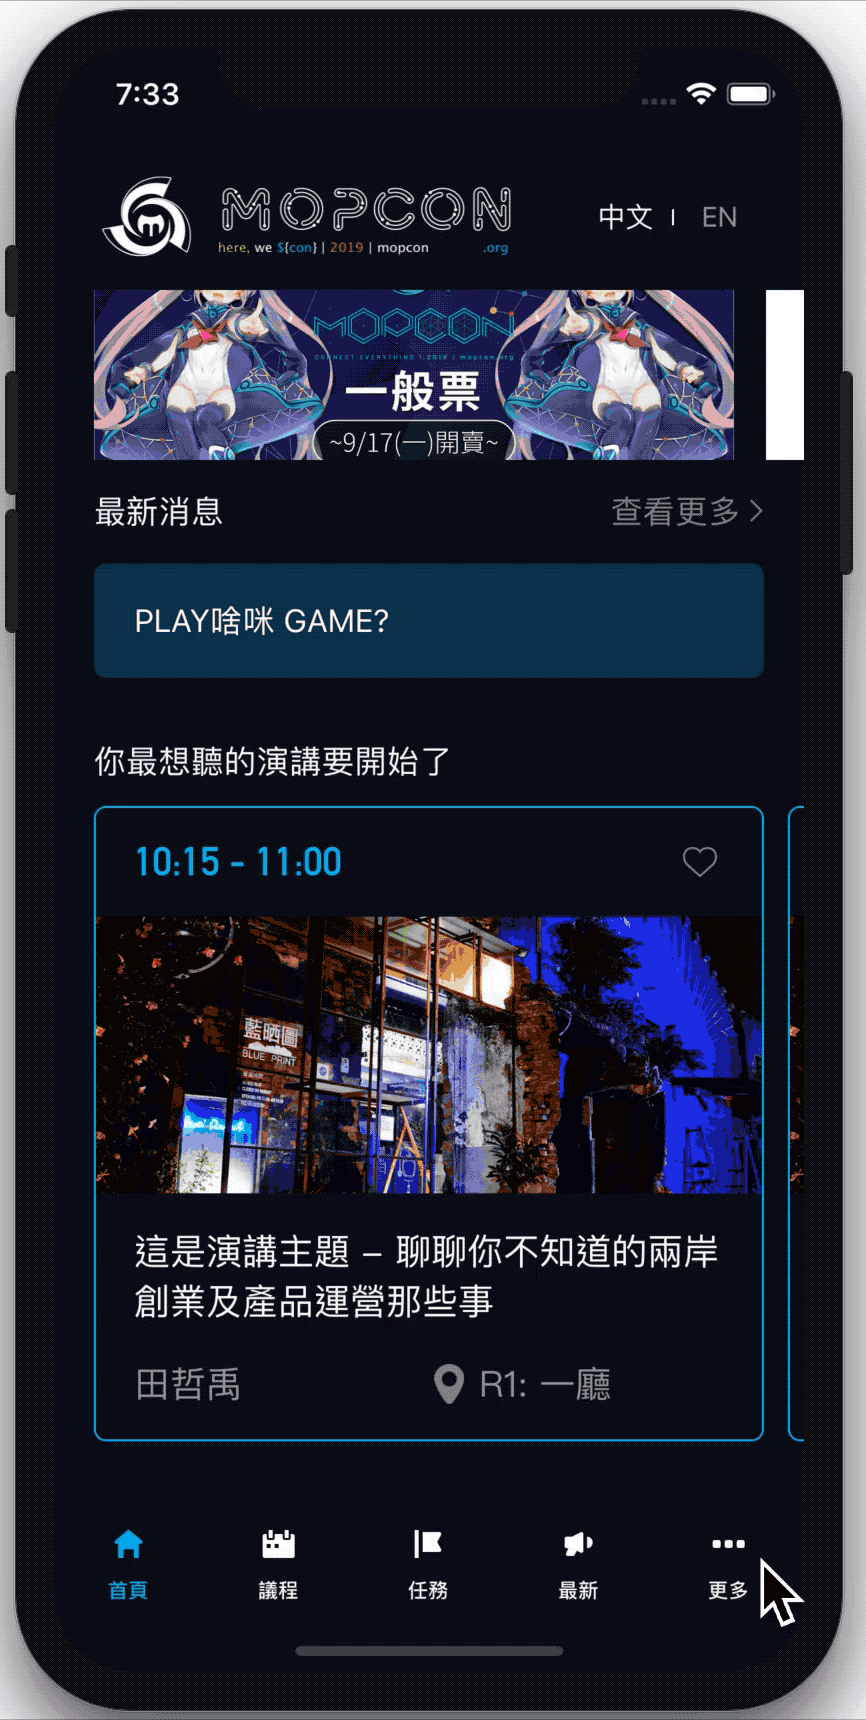 7:33
MOPCON
here, we ${con} | 2019 | mopcon .org
中文 | EN
MOPCON
CONNECT EVERYTHING | 2019 | mopcon.org
一般票
~9/17(一)開賣~
最新消息
查看更多
PLAY啥咪 GAME?
你最想聽的演講要開始了
10:15 - 11:00
藍晒圖
BLUE PRINT
這是演講主題 – 聊聊你不知道的兩岸
創業及產品運營那些事
田哲禹
R1: 一廳
首頁
議程
任務
最新
更多